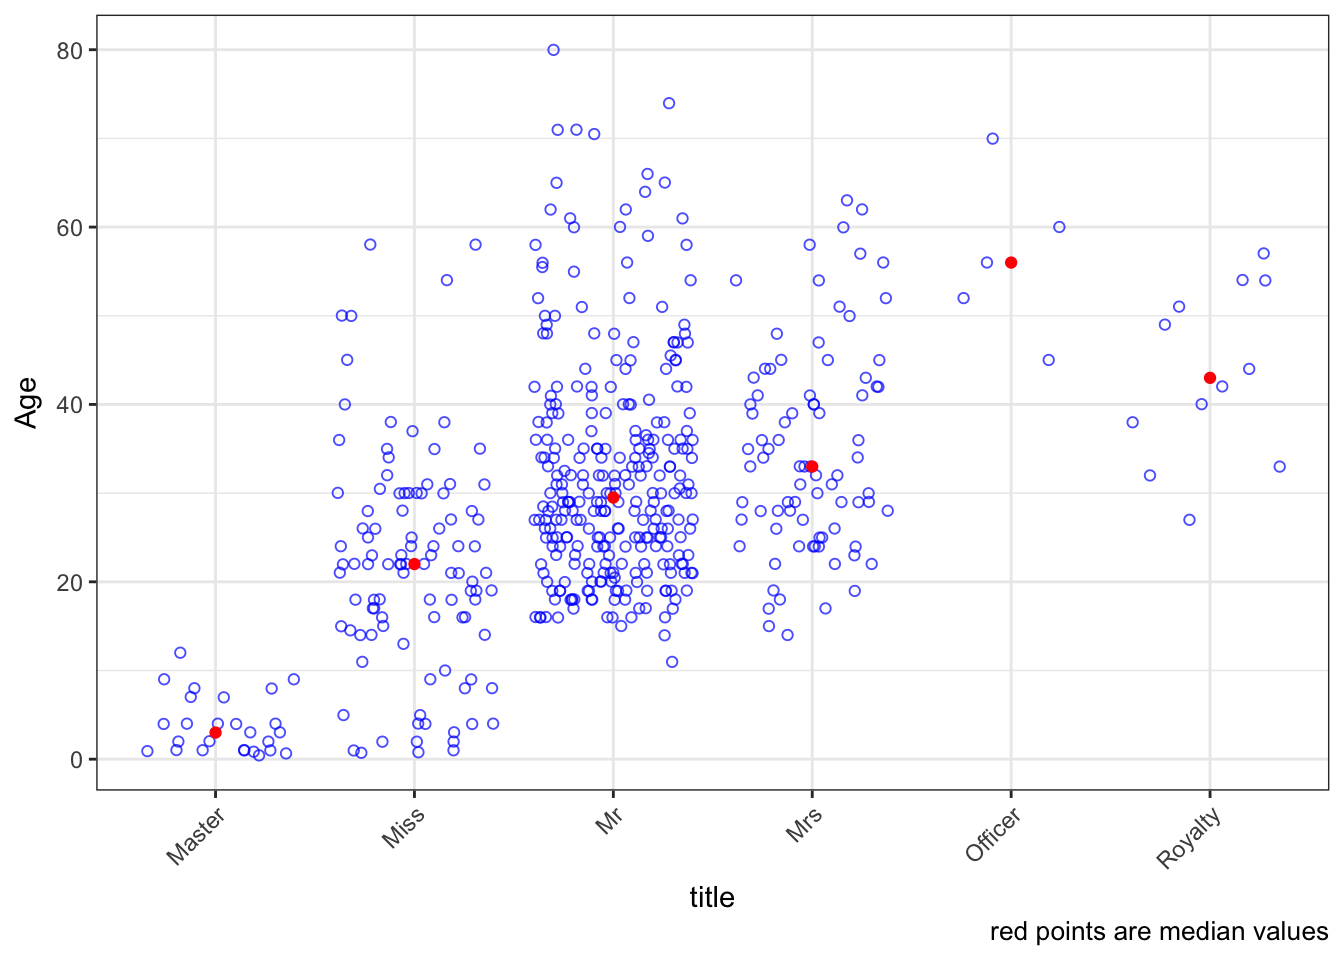 80
60
40
20
0
Age
Master
Miss
Mr
Mrs
Officer
Royalty
title
red points are median values